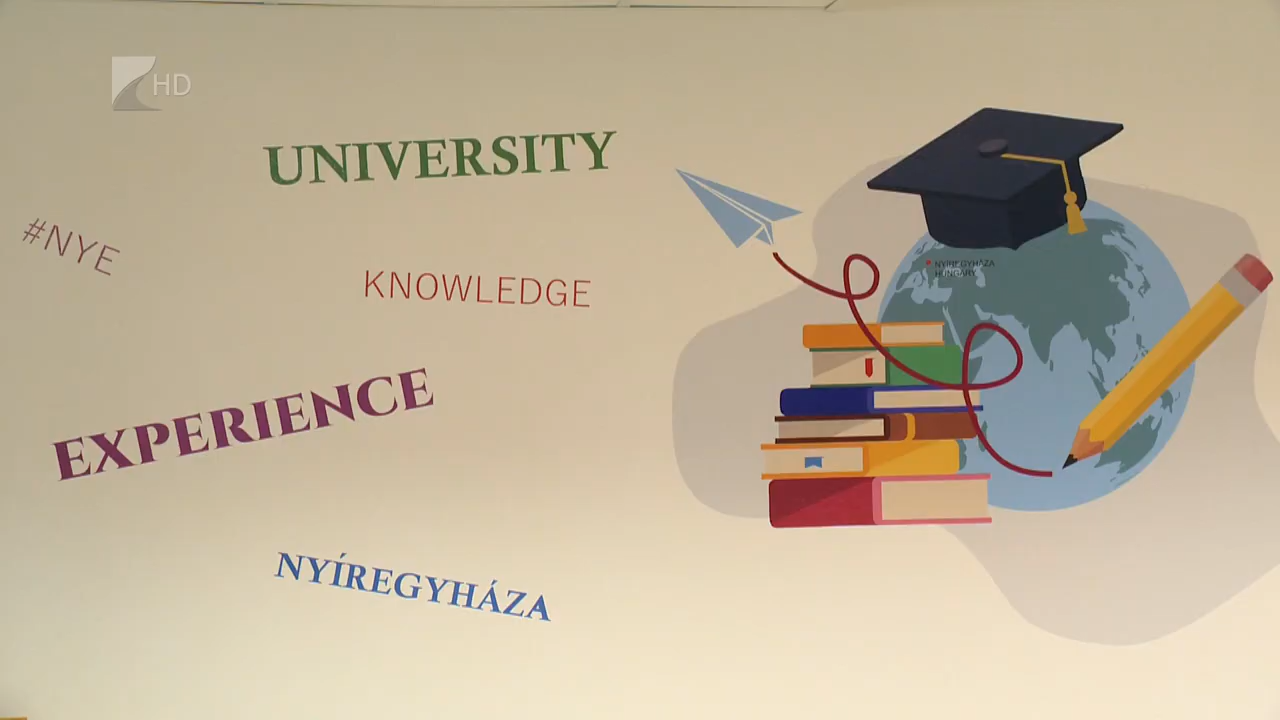 HD
UNIVERSITY
#NYE
KNOWLEDGE
NYÍREGYHÁZA
HUNGARY
EXPERIENCE
NYÍREGYHÁZA